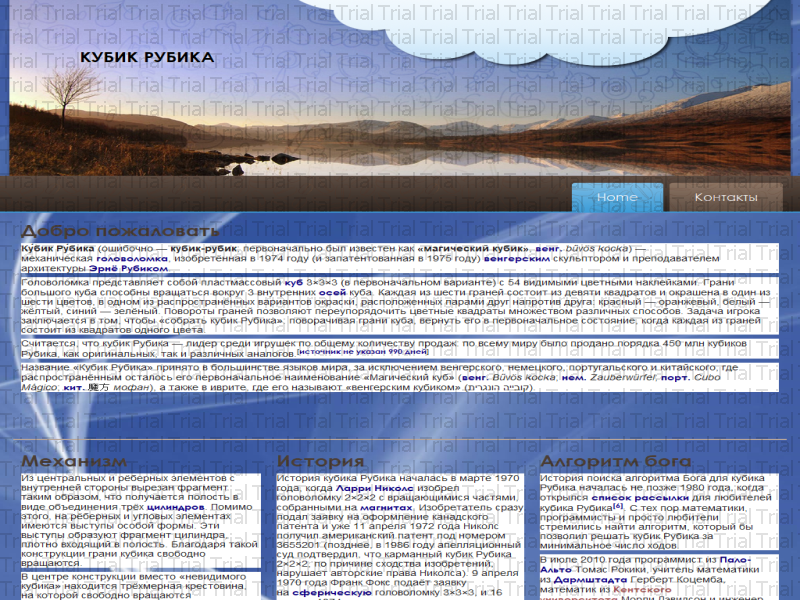 КУБИК РУБИКА
Home
Контакты
Добро пожаловать
Кубик Ру́бика (ошибочно — кубик-рубик; первоначально был известен как «магический кубик», венг. bűvös kocka) —
механическая головоломка, изобретённая в 1974 году (и запатентованная в 1975 году) венгерским скульптором и преподавателем
архитектуры Эрнё Рубиком.
Головоломка представляет собой пластмассовый куб 3×3×3 (в первоначальном варианте) с 54 видимыми цветными наклейками. Грани
большого куба способны вращаться вокруг 3 внутренних осей куба. Каждая из шести граней состоит из девяти квадратов и окрашена в один из
шести цветов, в одном из распространённых вариантов окраски, расположенных парами друг напротив друга: красный — оранжевый, белый —
жёлтый, синий — зелёный. Повороты граней позволяют переупорядочить цветные квадраты множеством различных способов. Задача игрока
заключается в том, чтобы «собрать кубик Рубика»: поворачивая грани куба, вернуть его в первоначальное состояние, когда каждая из граней
состоит из квадратов одного цвета.
Считается, что кубик Рубика — лидер среди игрушек по общему количеству продаж: по всему миру было продано порядка 450 млн кубиков
Рубика, как оригинальных, так и различных аналогов.[источник не указан 990 дней]
Название «Кубик Рубика» принято в большинстве языков мира, за исключением венгерского, немецкого, португальского и китайского, где
распространённым осталось его первоначальное наименование «Магический куб» (венг. Bűvös Kocka, нем. Zauberwürfel, порт. Cubo
Mágico, кит. 魔方 мофан), а также в иврите, где его называют «венгерским кубиком» (קובייה הונגרית).
Механизм
Из центральных и рёберных элементов с
внутренней стороны вырезан фрагмент
таким образом, что получается полость в
виде объединения трёх цилиндров. Помимо
этого, на рёберных и угловых элементах
имеются выступы особой формы. Эти
выступы образуют фрагмент цилиндра,
плотно входящий в полость. Благодаря такой
конструкции грани кубика свободно
вращаются.
В центре конструкции вместо «невидимого
кубика» находится трёхмерная крестовина,
на которой свободно вращаются
История
История кубика Рубика началась в марте 1970
года, когда Ларри Николс изобрёл
головоломку 2×2×2 с вращающимися частями,
собранными на магнитах. Изобретатель сразу
подал заявку на оформление канадского
патента и уже 11 апреля 1972 года Николс
получил американский патент под номером
3655201 (позднее, в 1986 году апелляционный
суд подтвердил, что карманный кубик Рубика
2×2×2, по причине сходства изобретений,
нарушает авторские права Николса). 9 апреля
1970 года Франк Фокс подаёт заявку
на сферическую головоломку 3×3×3, и 16
Алгоритм бога
История поиска алгоритма Бога для кубика
Рубика началась не позже 1980 года, когда
открылся список рассылки для любителей
кубика Рубика[6]. С тех пор математики,
программисты и просто любители
стремились найти алгоритм, который бы
позволил решать кубик Рубика за
минимальное число ходов.
В июле 2010 года программист из Пало-
Альто Томас Рокики, учитель математики
из Дармштадта Герберт Коцемба,
математик из Кентского
университета Морли Дэвидсон и инженер